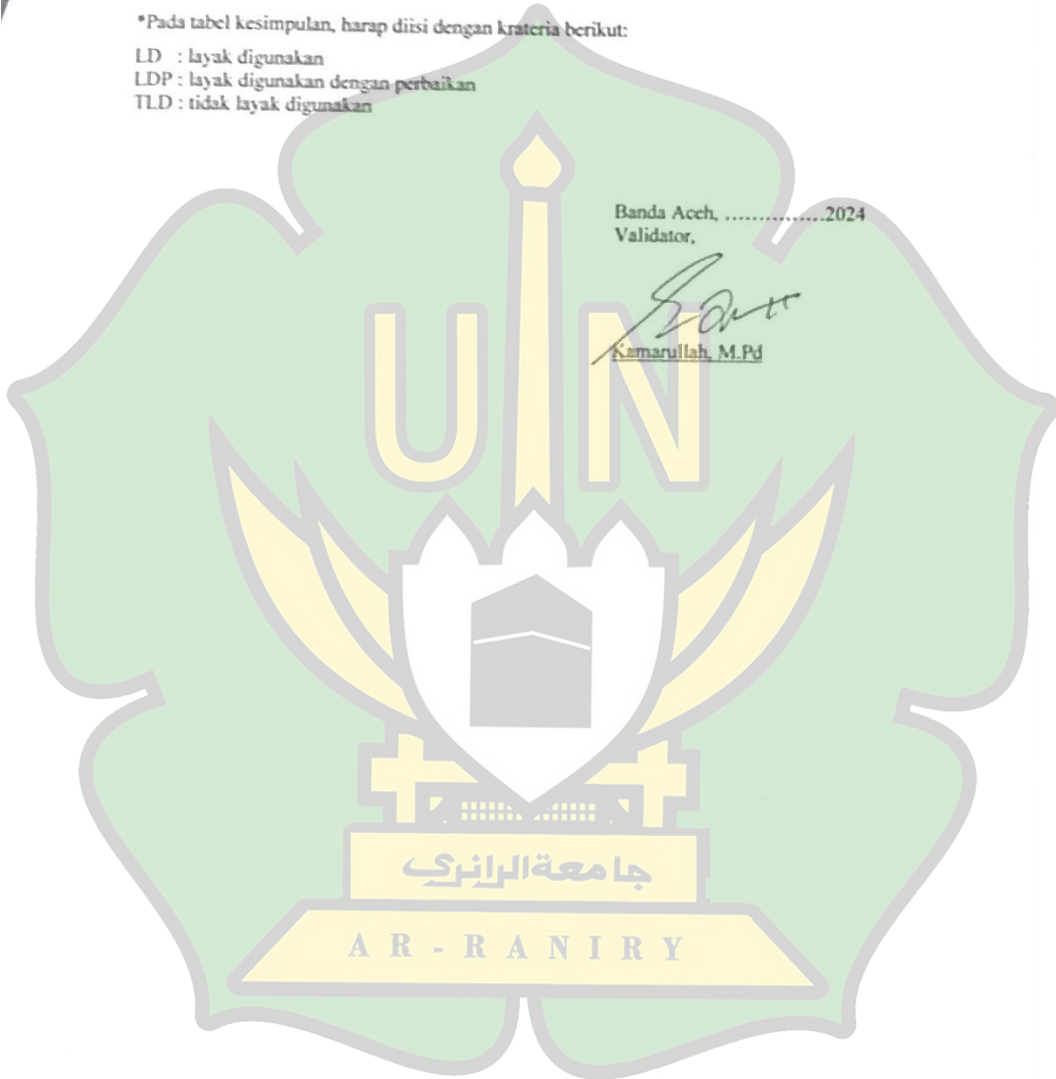 *Pada tabel kesimpulan, harap diisi dengan krateria berikut:
LD : layak digunakan
LDP : layak digunakan dengan perbaikan
TLD : tidak layak digunakan
Banda Aceh, ...............2024
Validator,
Kamarullah, M.Pd
UIN
جامعة الرانري
AR-RANIRY